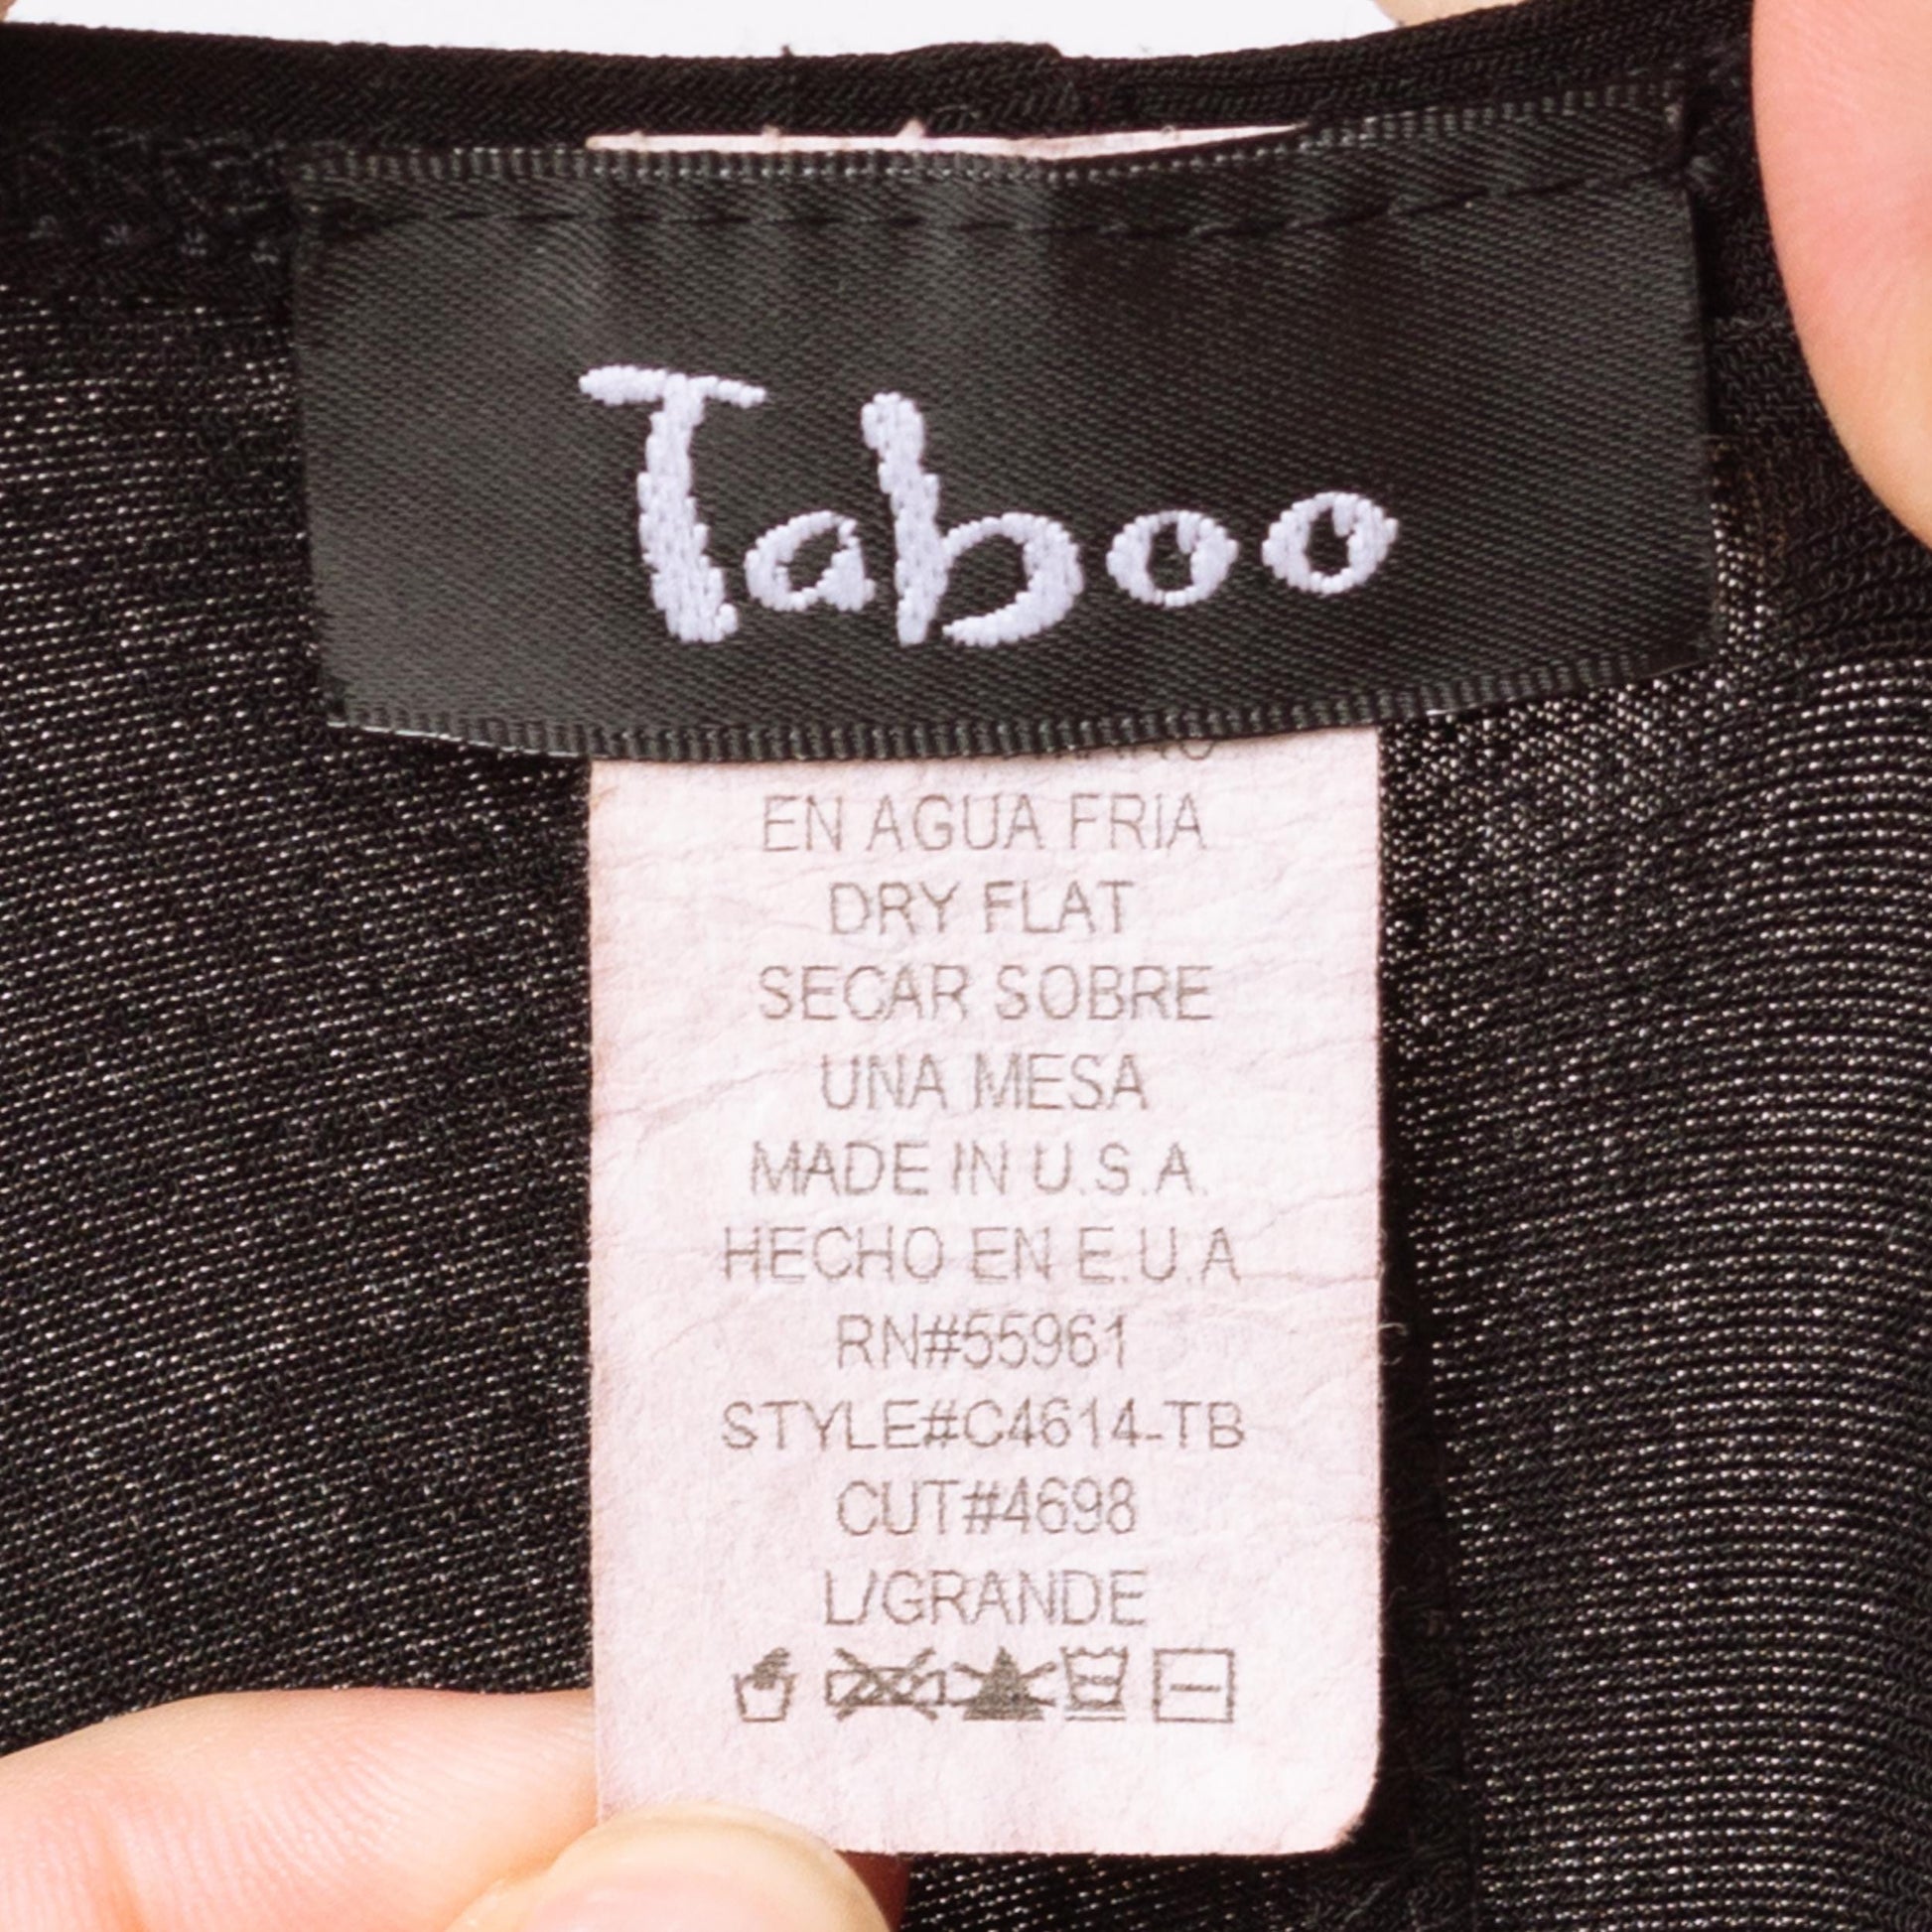 Taboo
EN AGUA FRIA
DRY FLAT
SECAR SOBRE
UNA MESA
MADE IN U.S.A.
HECHO EN E.U.A
RN#55961
STYLE#C4614-TB
CUT#4698
L/GRANDE